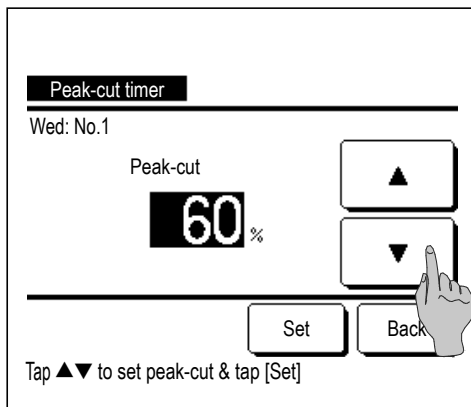 Peak-cut timer
Wed: No.1
Peak-cut
▲
60 %
▼
Set
Back
Tap ▲▼ to set peak-cut & tap [Set]